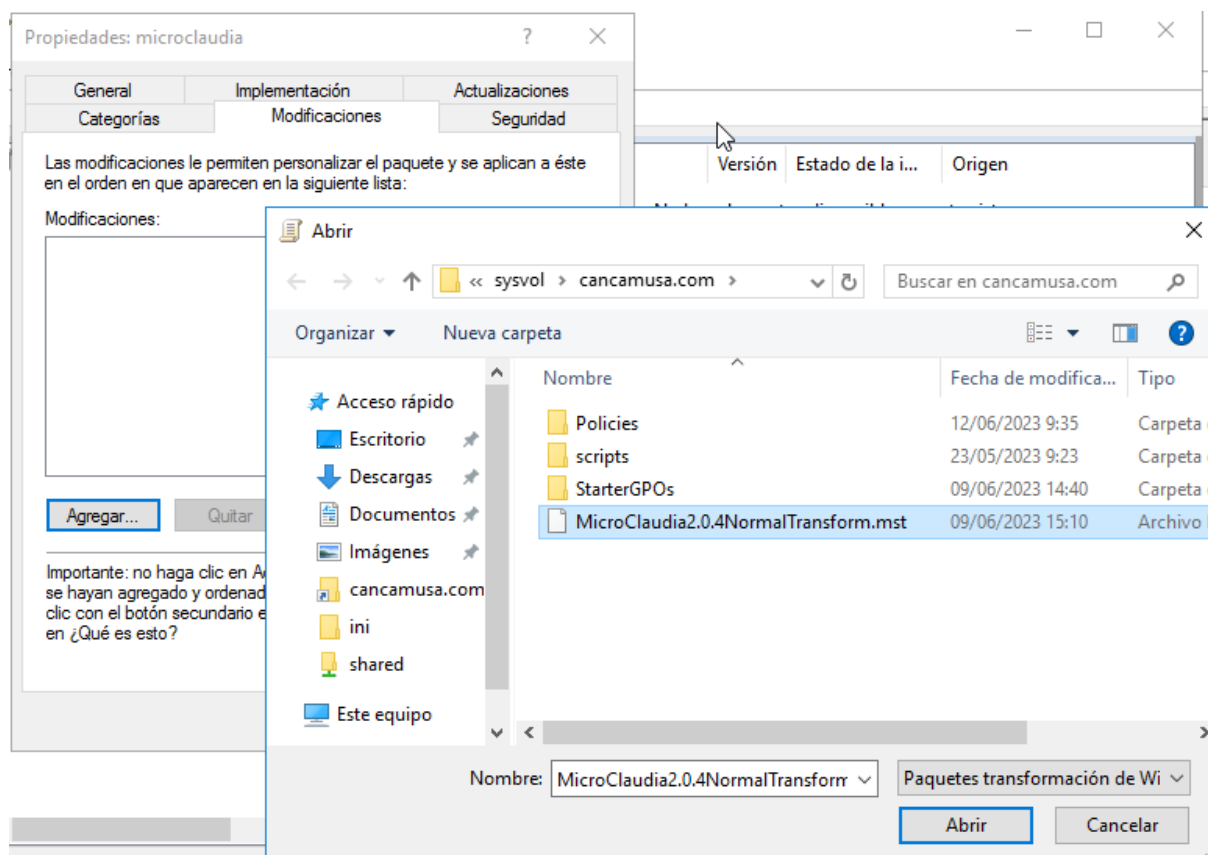 Propiedades: microclaudia
General Implementación Actualizaciones
Categorías Modificaciones Seguridad
Las modificaciones le permiten personalizar el paquete y se aplican a éste
en el orden en que aparecen en la siguiente lista:
Modificaciones:
Versión Estado de la i... Origen
Abrir
« sysvol > cancamusa.com >
Buscar en cancamusa.com
Organizar Nueva carpeta
Nombre Fecha de modifica... Tipo
Acceso rápido
Escritorio
Descargas
Documentos
Imágenes
cancamusa.com
ini
shared
Este equipo
Policies 12/06/2023 9:35 Carpeta
scripts 23/05/2023 9:23 Carpeta
StarterGPOs 09/06/2023 14:40 Carpeta
MicroClaudia2.0.4NormalTransform.mst 09/06/2023 15:10 Archivo
Agregar... Quitar
Importante: no haga clic en A
se hayan agregado y ordenad
clic con el botón secundario e
en ¿Qué es esto?
Nombre: MicroClaudia2.0.4NormalTransform
Paquetes transformación de Wi
Abrir Cancelar